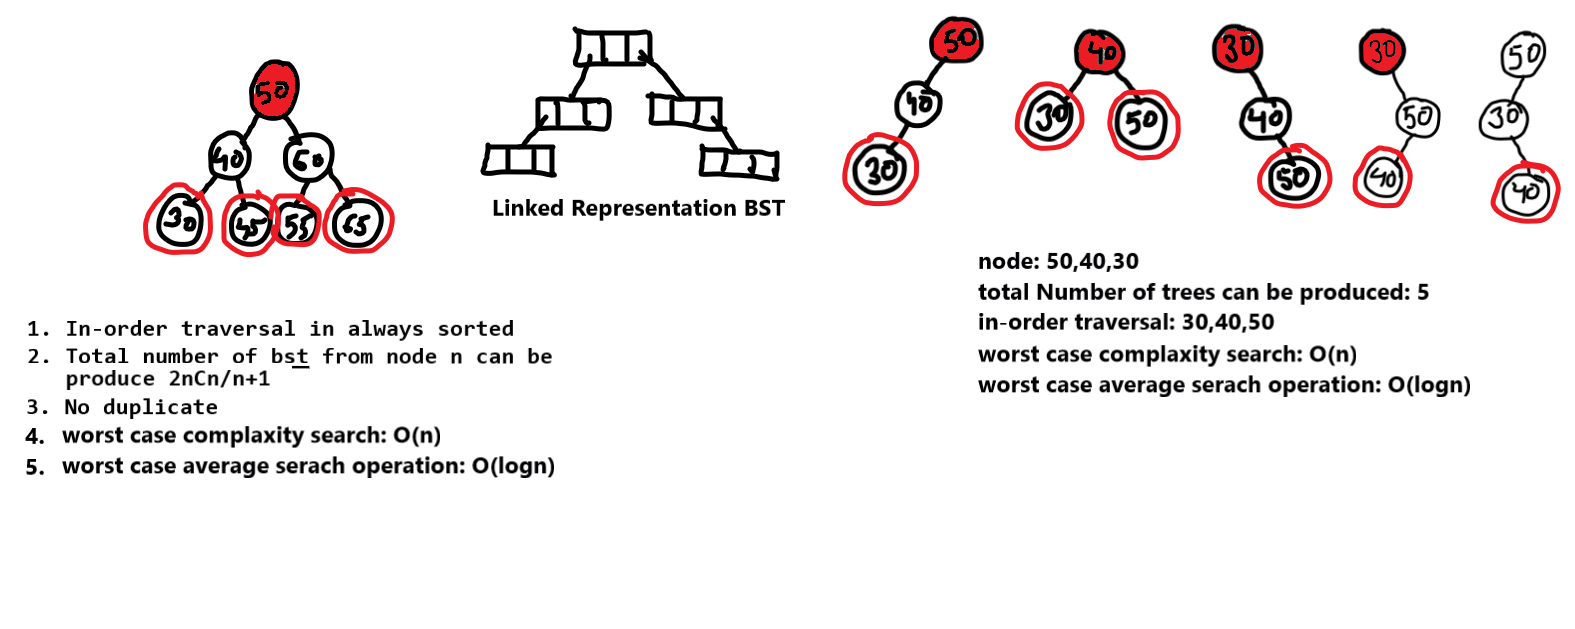 50
40
60
30
45
55
65
Linked Representation BST
50
40
30
40
30
50
30
40
50
30
50
40
50
30
40
node: 50,40,30
total Number of trees can be produced: 5
in-order traversal: 30,40,50
worst case complaxity search: O(n)
worst case average serach operation: O(logn)
1. In-order traversal in always sorted
2. Total number of bst from node n can be
produce 2nCn/n+1
3. No duplicate
4. worst case complaxity search: O(n)
5. worst case average serach operation: O(logn)